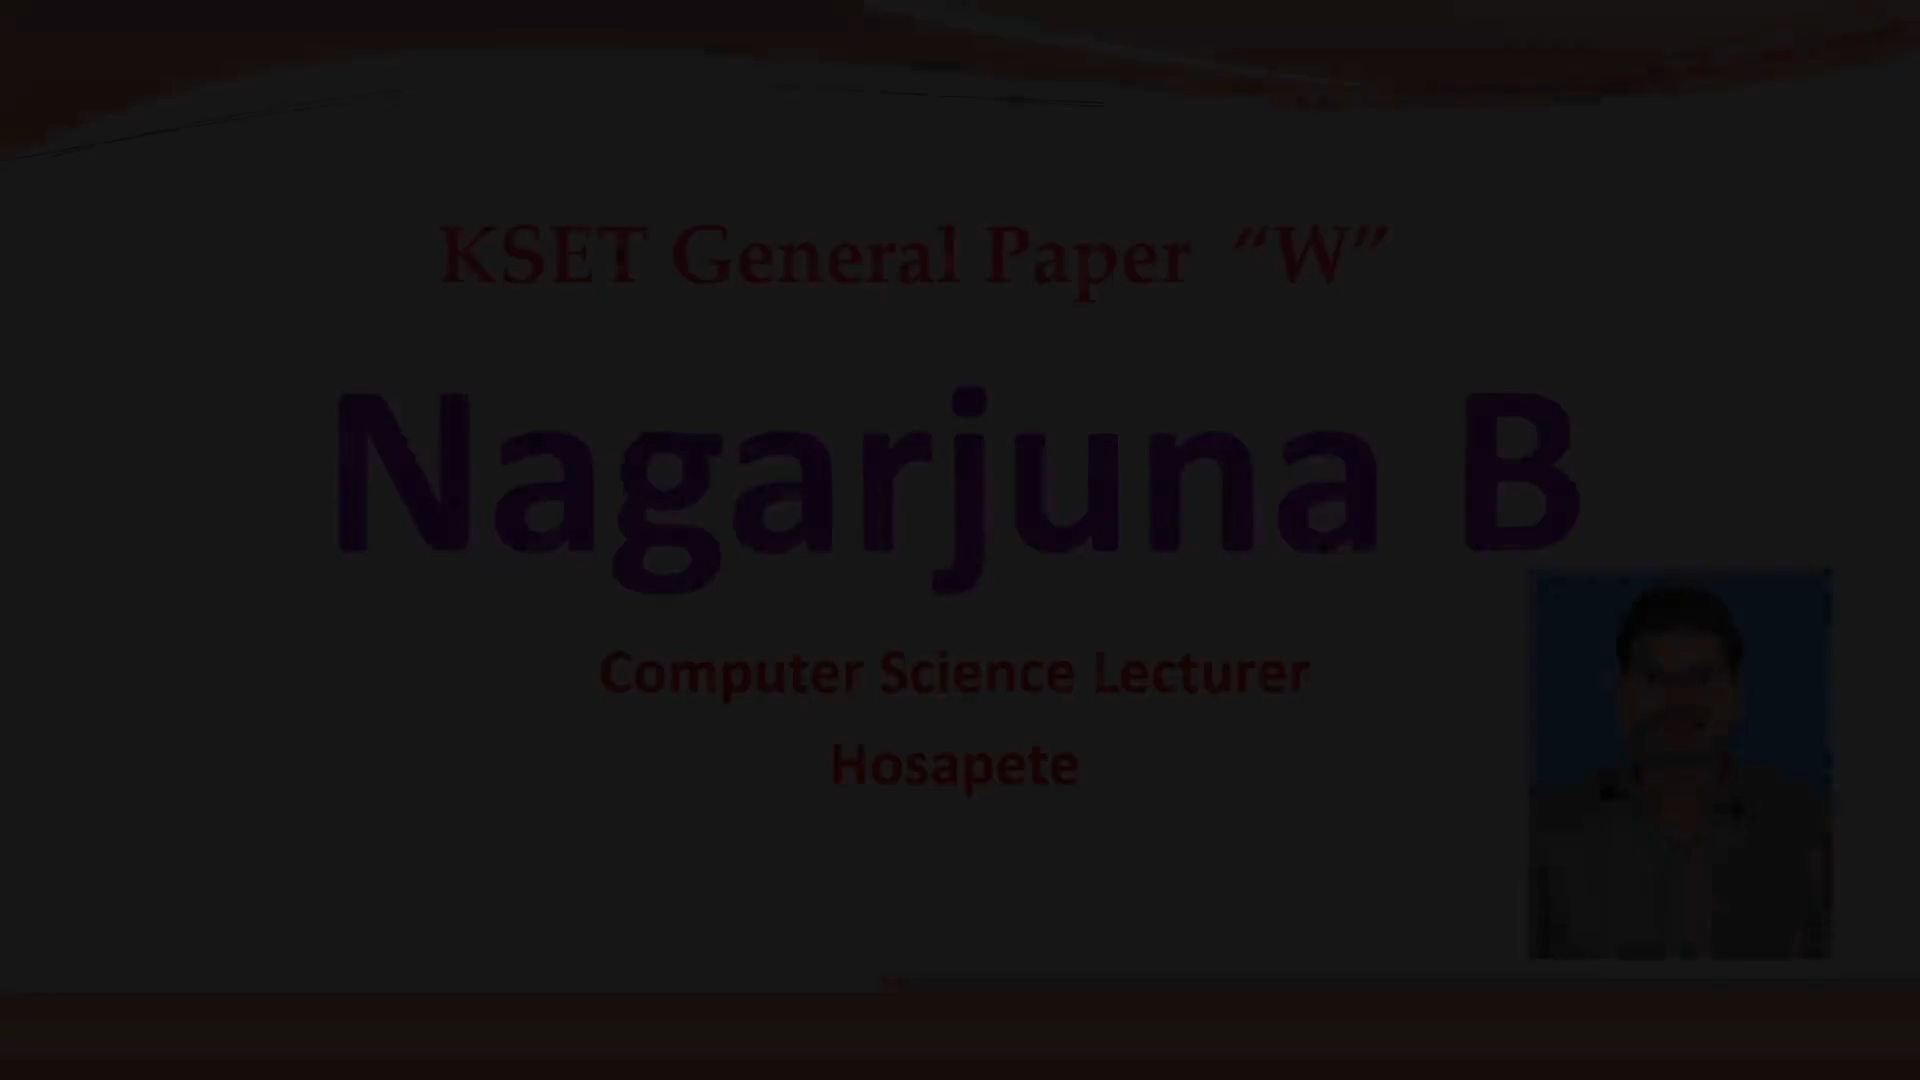 KSET General Paper “W”
Nagarjuna B
Computer Science Lecturer
Hosapete